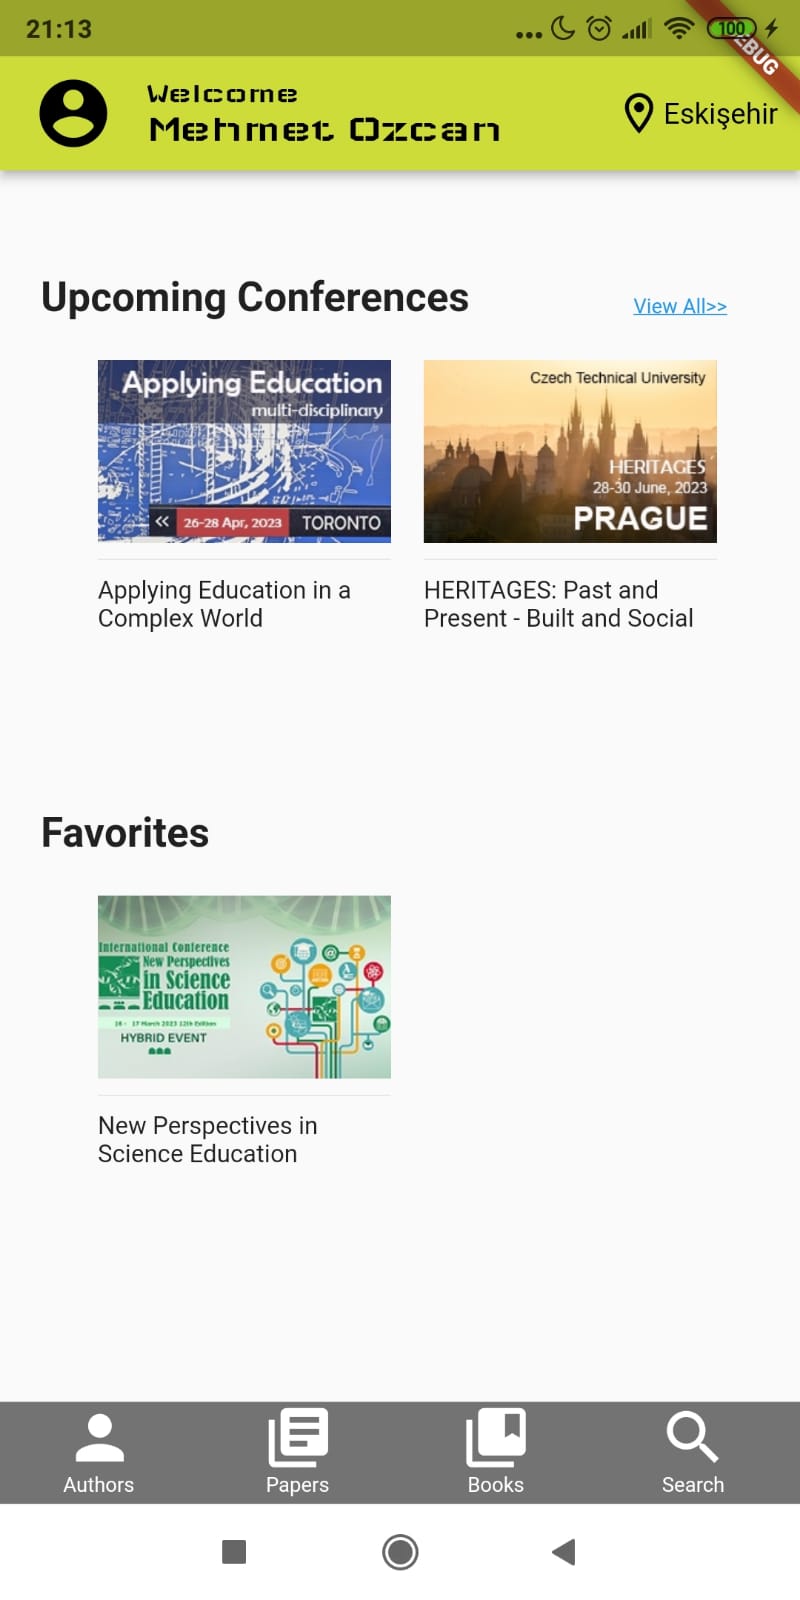 21:13
100
EBUG
Welcome
Mehmet Ozcan
Eskişehir
Upcoming Conferences
View All>>
Applying Education
multi-disciplinary
<< 26-28 Apr, 2023 TORONTO
Czech Technical University
HERITAGES
28-30 June, 2023
PRAGUE
Applying Education in a
Complex World
HERITAGES: Past and
Present - Built and Social
Favorites
International Conference
New Perspectives
in Science
Education
16 - 17 March 2023 12th Edition
HYBRID EVENT
New Perspectives in
Science Education
Authors
Papers
Books
Search